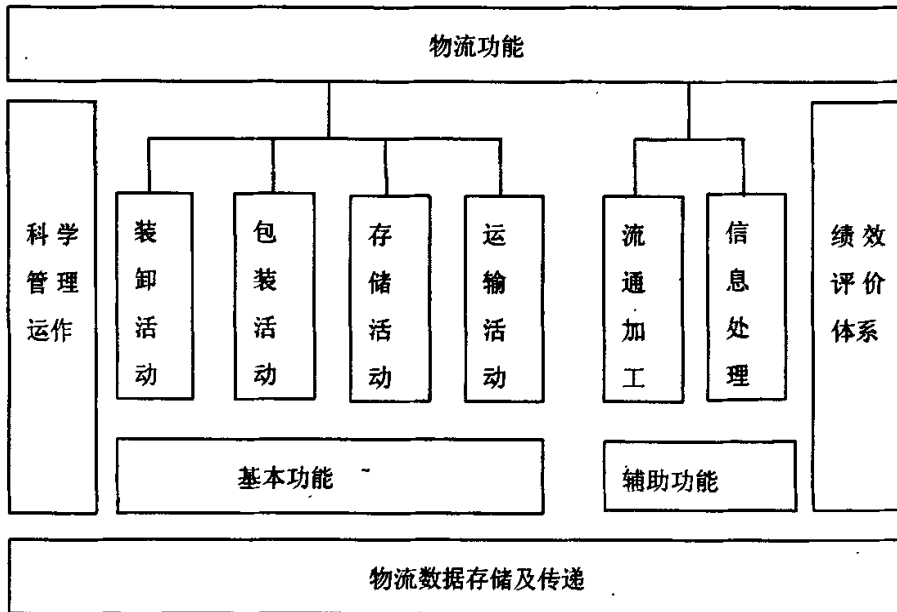 物流功能
科学
管理
运作
装卸活动
包装活动
存储活动
运输活动
流通加工
信息处理
绩效
评价
体系
基本功能
辅助功能
物流数据存储及传递